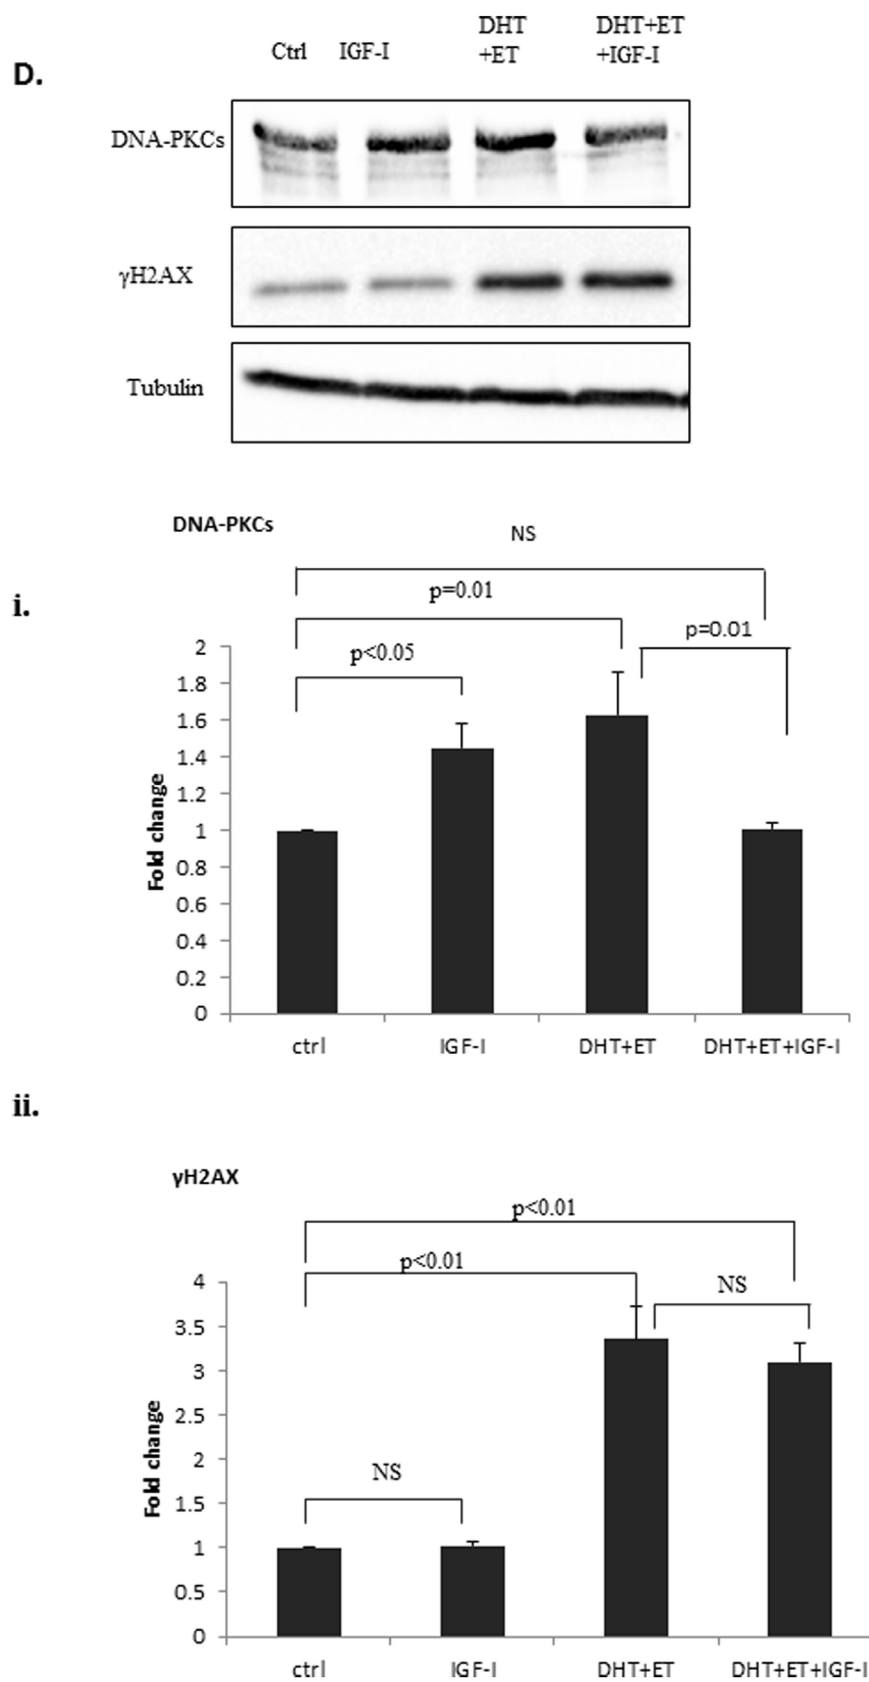 D.
Ctrl IGF-I DHT +ET DHT+ET +IGF-I
DNA-PKCs
γH2AX
Tubulin
i.
DNA-PKCs
NS
p=0.01
p=0.01
p<0.05
Fold change
2
1.8
1.6
1.4
1.2
1
0.8
0.6
0.4
0.2
0
ctrl IGF-I DHT+ET DHT+ET+IGF-I
ii.
γH2AX
p<0.01
p<0.01
NS
NS
Fold change
4
3.5
3
2.5
2
1.5
1
0.5
0
ctrl IGF-I DHT+ET DHT+ET+IGF-I